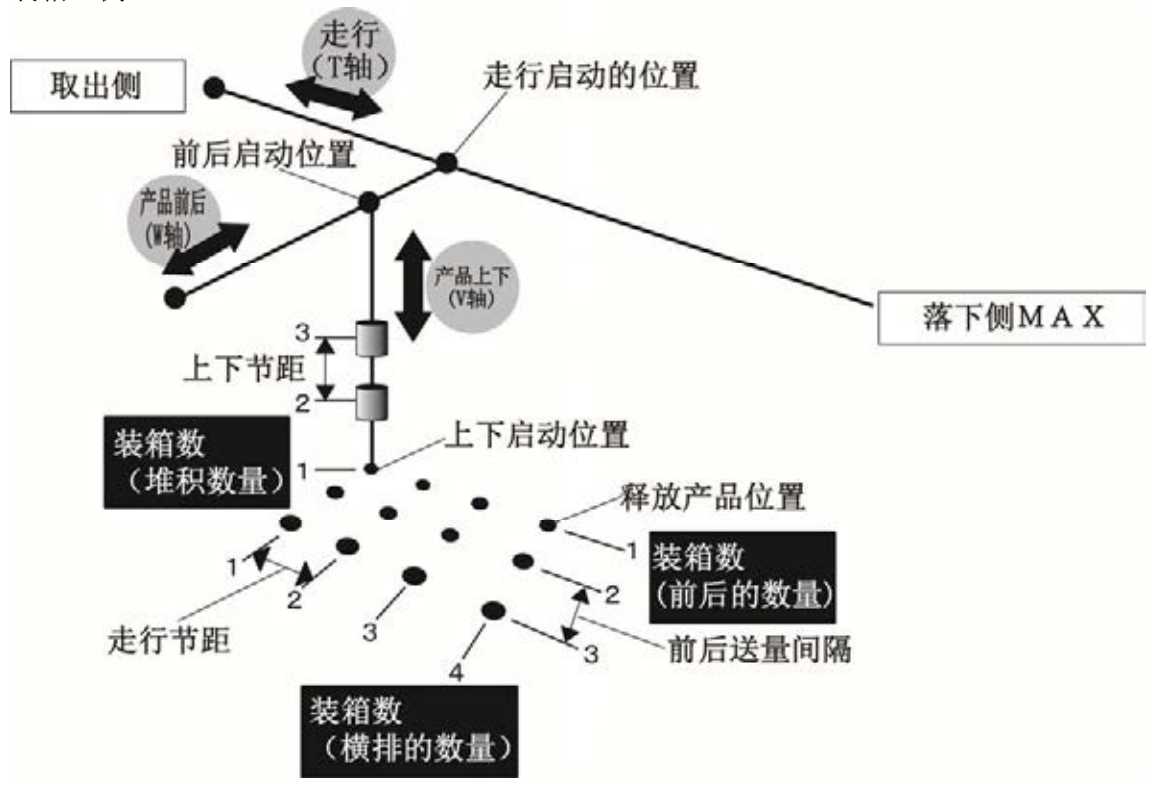 走行
（T轴）
取出侧
走行启动的位置
前后启动位置
产品前后
(W轴)
产品上下
(V轴)
落下侧ＭＡＸ
3
上下节距
2
装箱数
（堆积数量）
1
上下启动位置
释放产品位置
1
装箱数
(前后的数量)
1
2
2
走行节距
3
3
前后送量间隔
4
装箱数
（横排的数量）